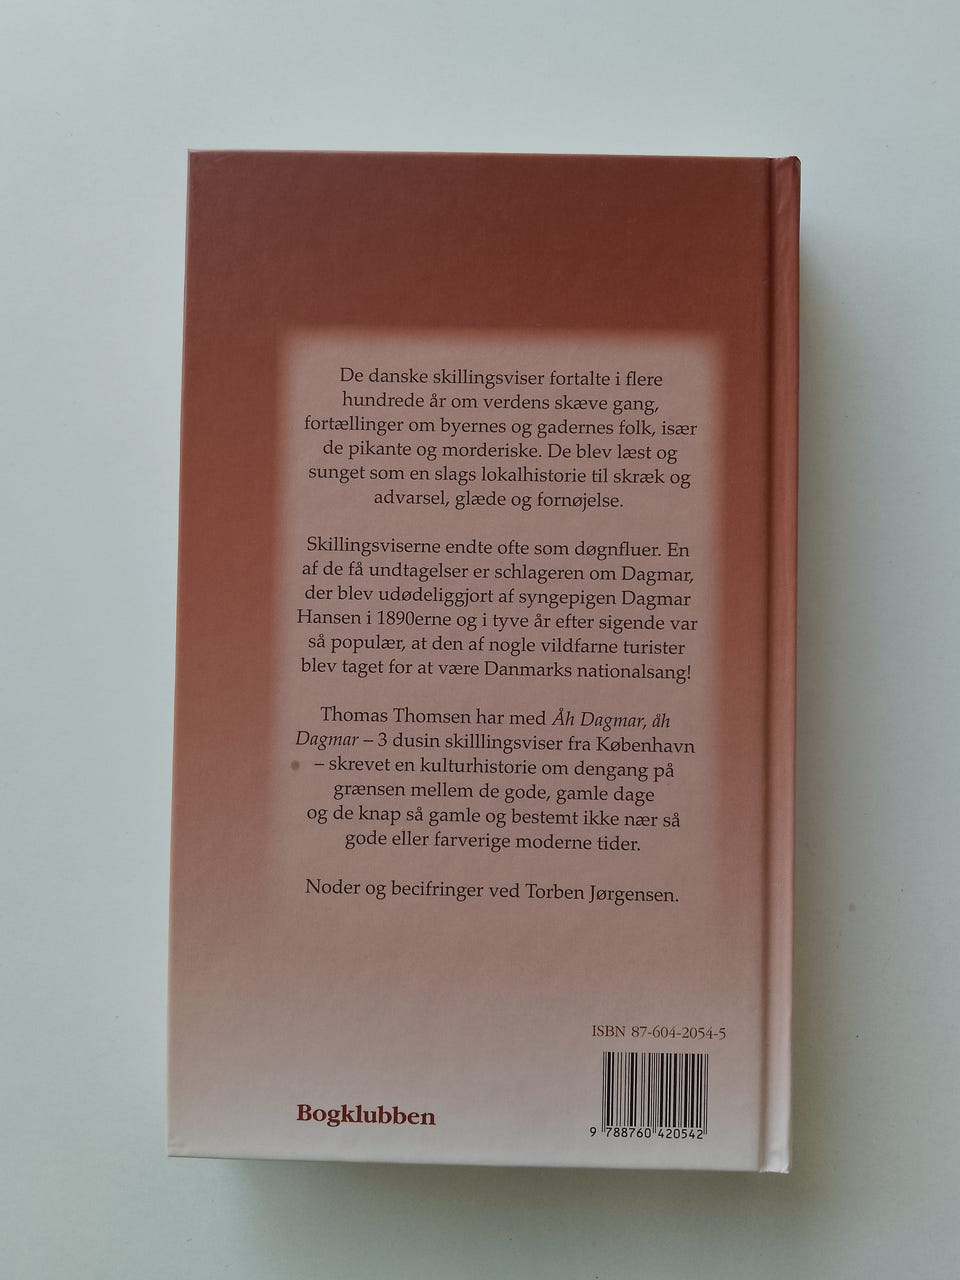 De danske skillingsviser fortalte i flere
hundrede år om verdens skæve gang,
fortællinger om byernes og gadernes folk, især
de pikante og morderiske. De blev læst og
sunget som en slags lokalhistorie til skræk og
advarsel, glæde og fornøjelse.
Skillingsviserne endte ofte som døgnfluer. En
af de få undtagelser er schlageren om Dagmar,
der blev udødeliggjort af syngepigen Dagmar
Hansen i 1890erne og i tyve år efter sigende var
så populær, at den af nogle vildfarne turister
blev taget for at være Danmarks nationalsang!
Thomas Thomsen har med Åh Dagmar, åh
Dagmar – 3 dusin skilllingsviser fra København
– skrevet en kulturhistorie om dengang på
grænsen mellem de gode, gamle dage
og de knap så gamle og bestemt ikke nær så
gode eller farverige moderne tider.
Noder og becifringer ved Torben Jørgensen.
ISBN 87-604-2054-5
9 788760 420542
Bogklubben